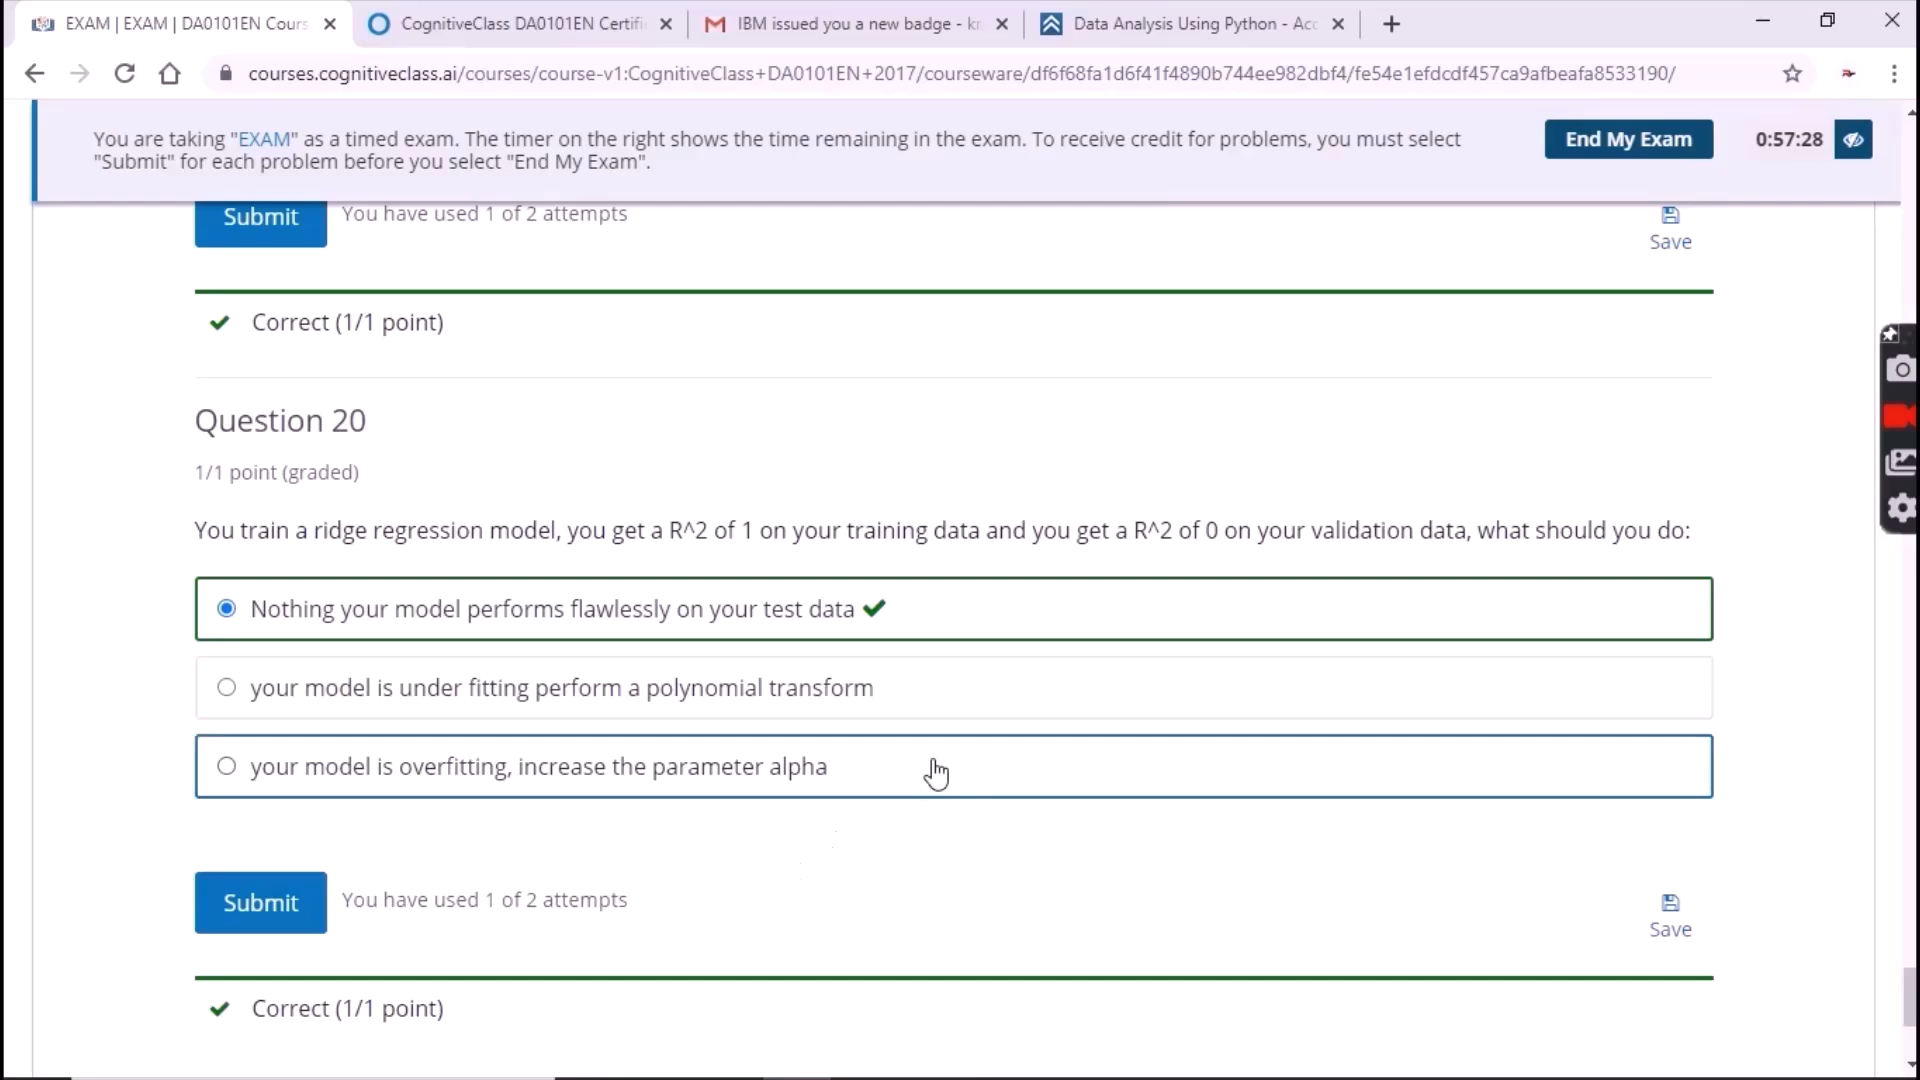 EXAM | EXAM | DA0101EN Cours
CognitiveClass DA0101EN Certifi
IBM issued you a new badge - kr
Data Analysis Using Python - Acc
courses.cognitiveclass.ai/courses/course-v1:CognitiveClass+DA0101EN+2017/courseware/df6f68fa1d6f41f4890b744ee982dbf4/fe54e1efdcdf457ca9afbeafa8533190/
You are taking "EXAM" as a timed exam. The timer on the right shows the time remaining in the exam. To receive credit for problems, you must select
"Submit" for each problem before you select "End My Exam".
End My Exam
0:57:28
Submit
You have used 1 of 2 attempts
Save
Correct (1/1 point)
Question 20
1/1 point (graded)
You train a ridge regression model, you get a R^2 of 1 on your training data and you get a R^2 of 0 on your validation data, what should you do:
Nothing your model performs flawlessly on your test data
your model is under fitting perform a polynomial transform
your model is overfitting, increase the parameter alpha
Submit
You have used 1 of 2 attempts
Save
Correct (1/1 point)